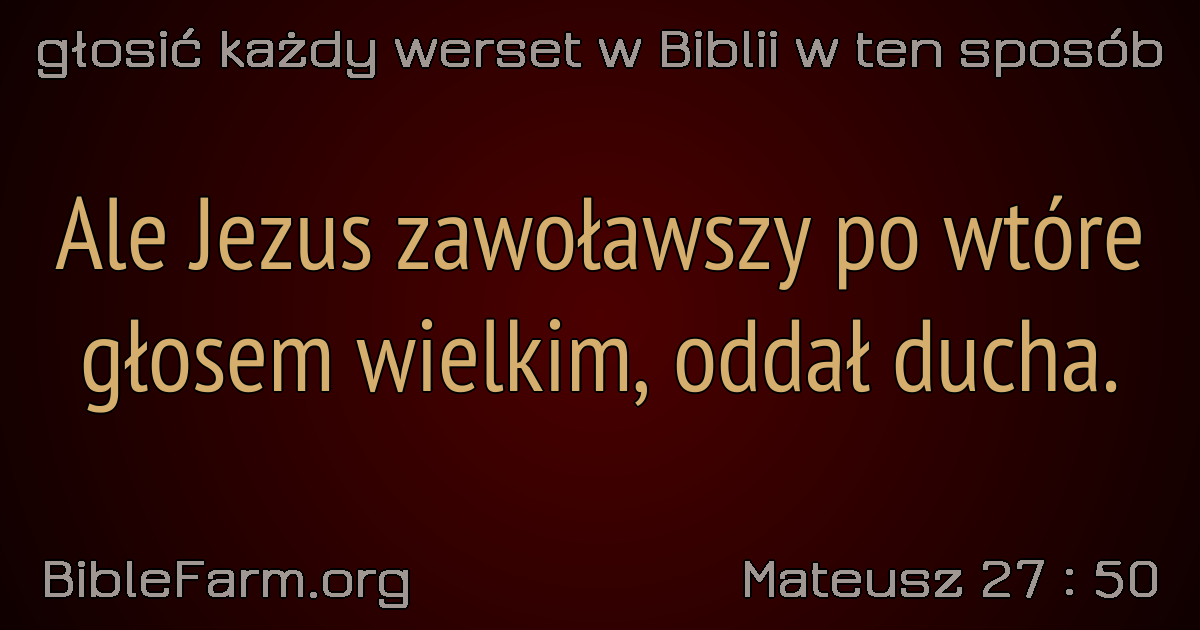 głosić każdy werset w Biblii w ten sposób
Ale Jezus zawoławszy po wtóre
głosem wielkim, oddał ducha.
BibleFarm.org
Mateusz 27 : 50